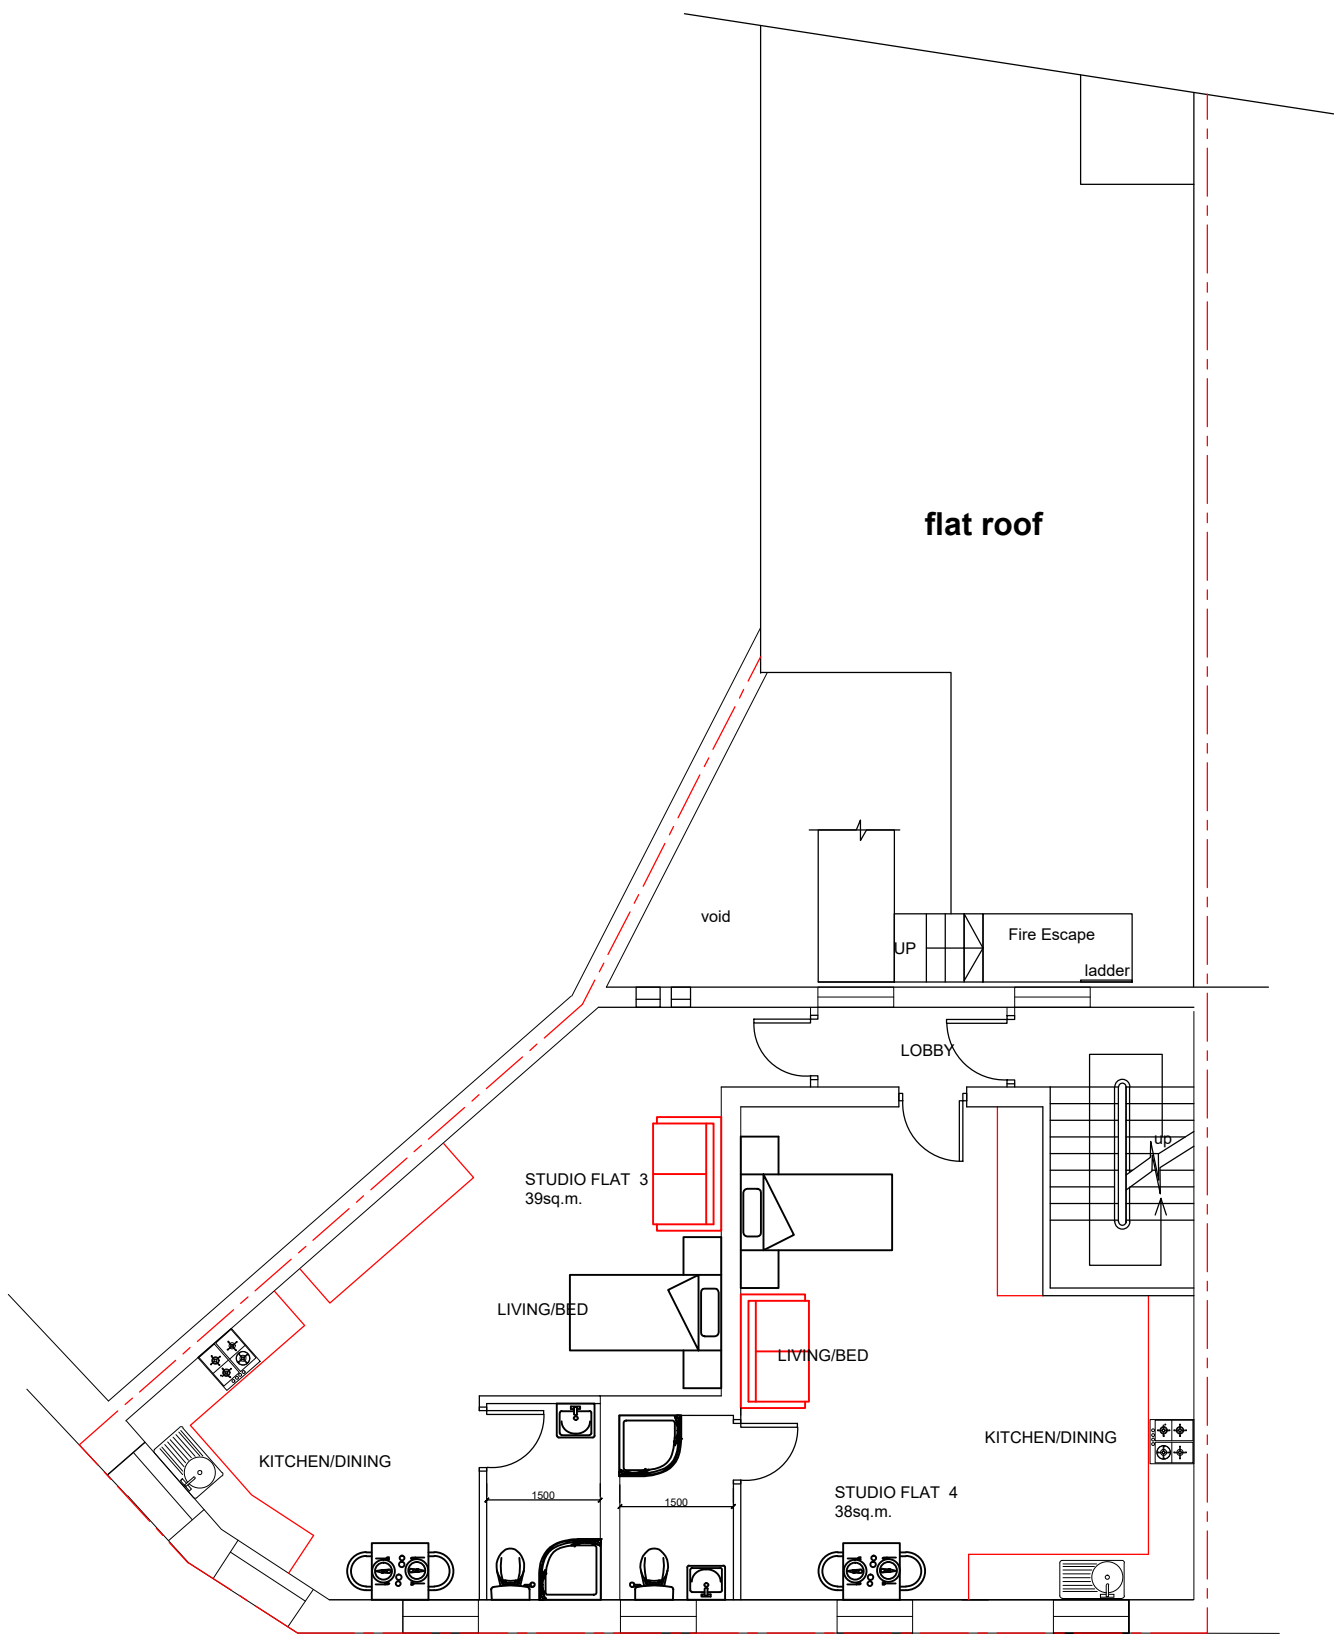 flat roof
void
UP
Fire Escape
ladder
LOBBY
up
STUDIO FLAT 3
39sq.m.
LIVING/BED
LIVING/BED
KITCHEN/DINING
KITCHEN/DINING
1500
1500
STUDIO FLAT 4
38sq.m.